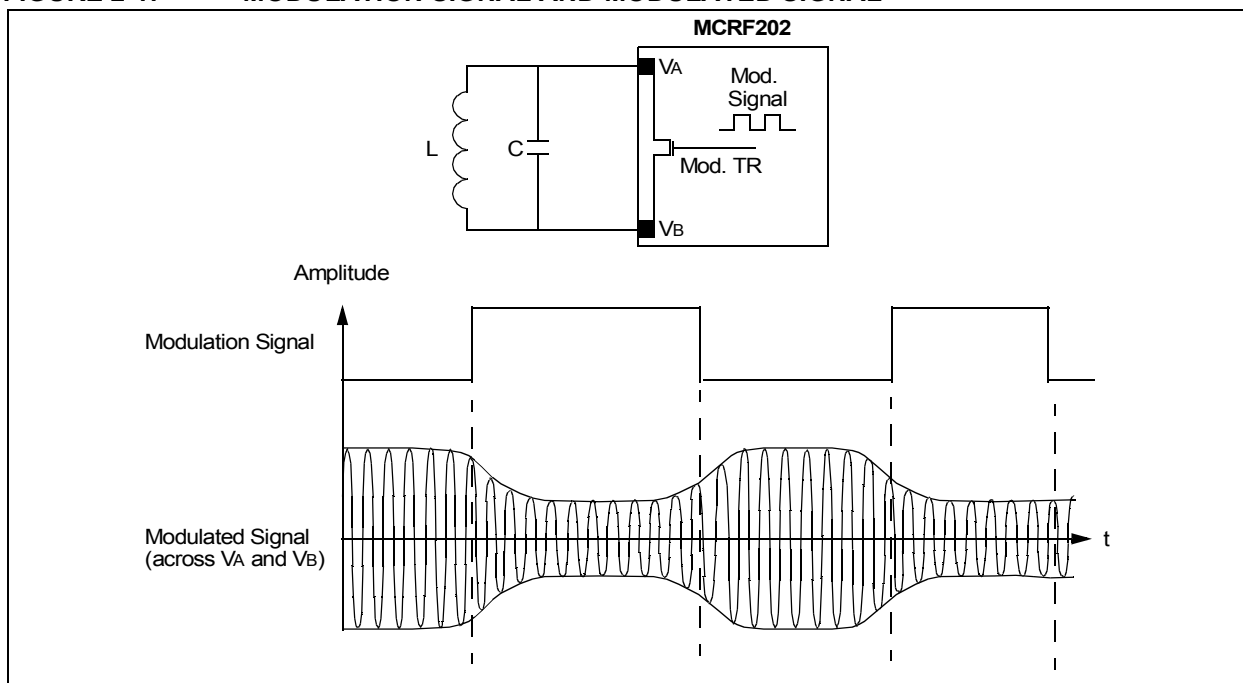 MCRF202
VA
Mod.
Signal
L
C
Mod. TR
VB
Amplitude
Modulation Signal
Modulated Signal
(across VA and VB)
t